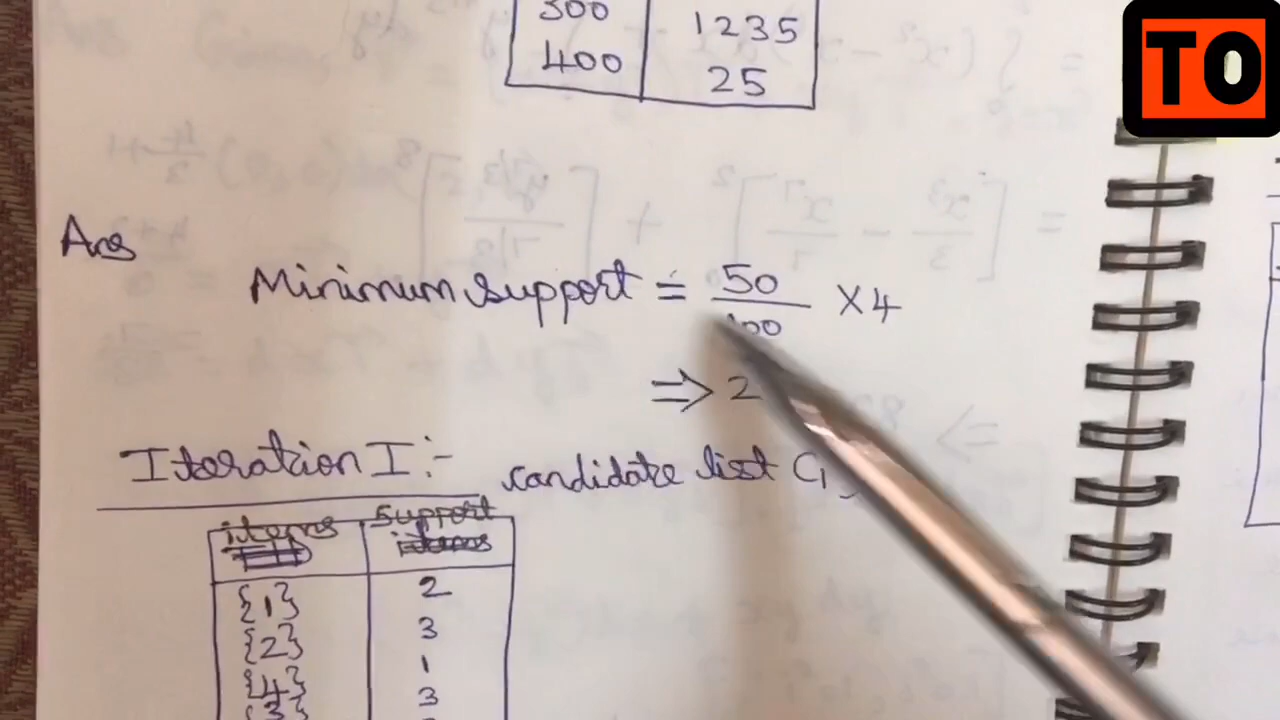 300 1235
400 25
TO
Ans
Minimum support = 50/100 × 4
⇒ 2
Iteration I :- candidate list C1
items support
{1} 2
{2} 3
{4} 1
{3} 3